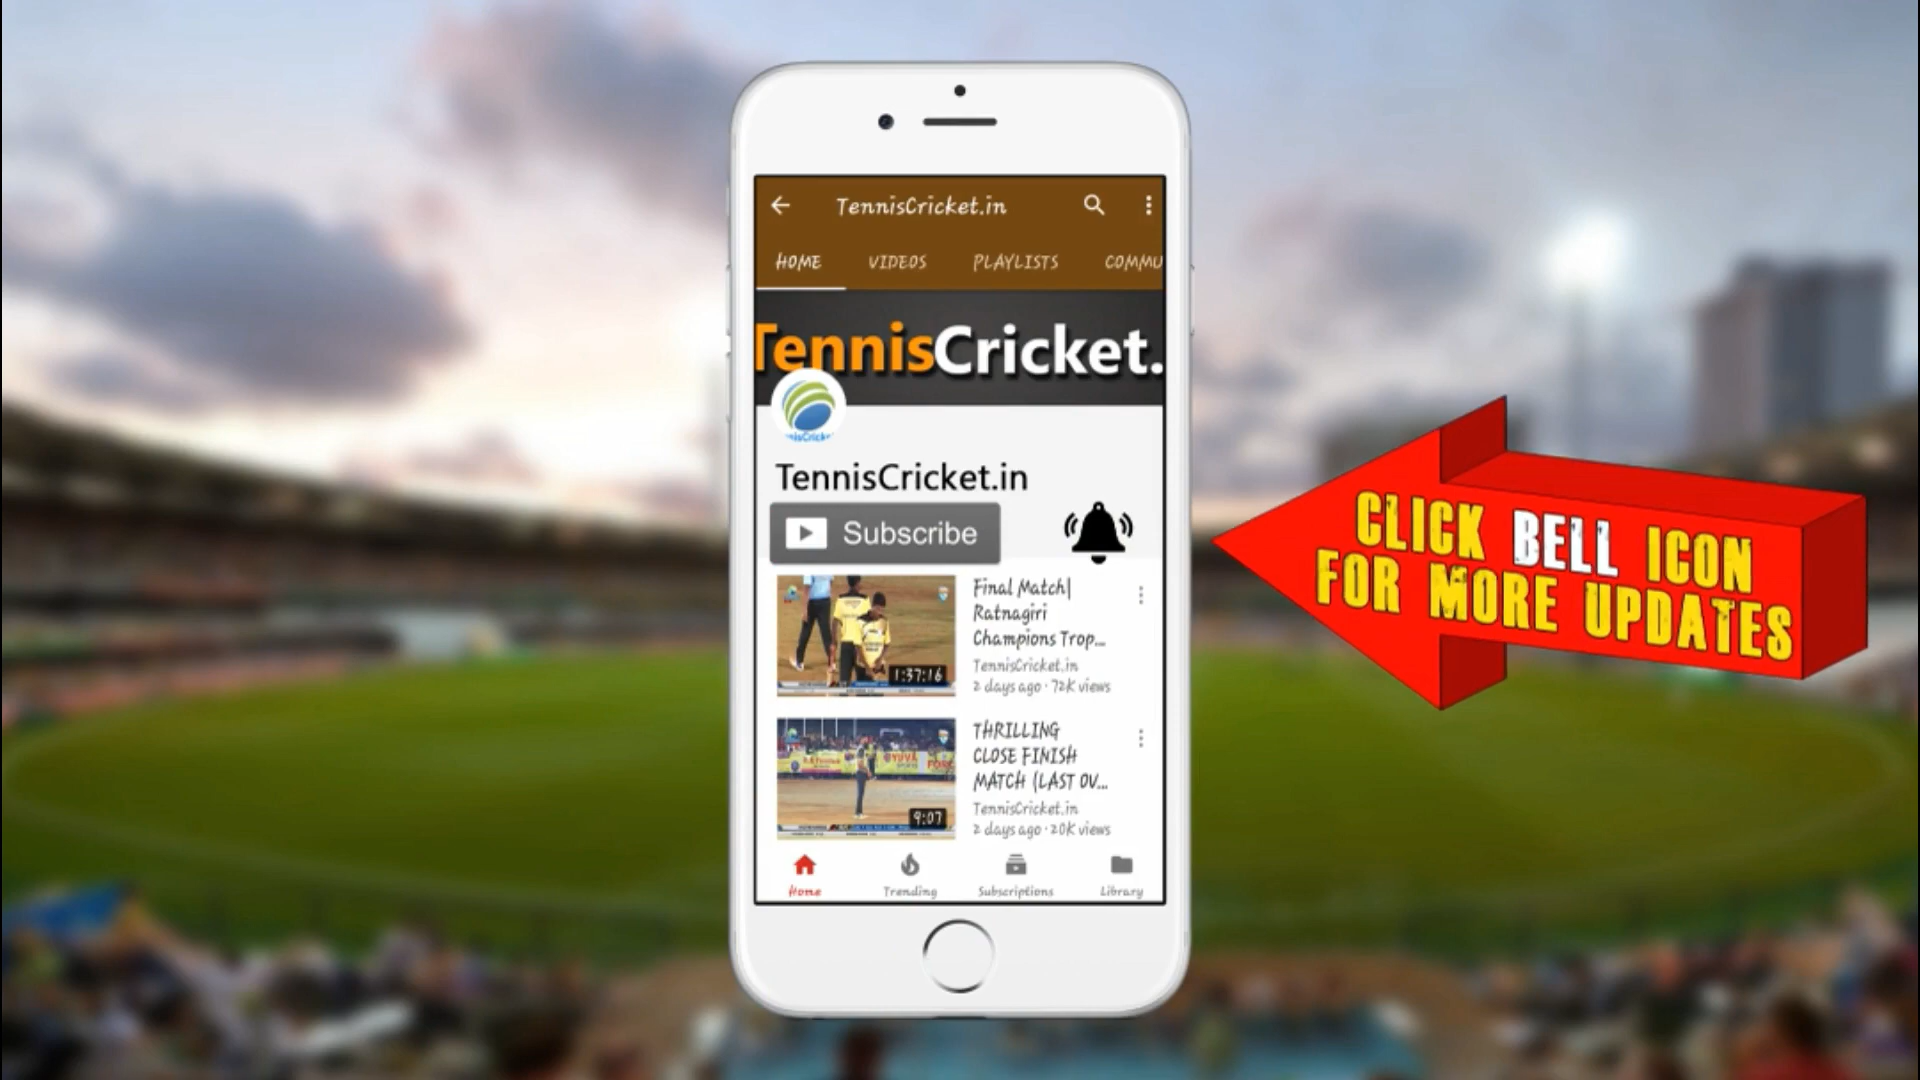 TennisCricket.in
HOME VIDEOS PLAYLISTS COMMU
TennisCricket.
TennisCricket.in
Subscribe
Final Match|
Ratnagiri
Champions Trop...
TennisCricket.in
2 days ago · 72K views
1:37:16
THRILLING
CLOSE FINISH
MATCH (LAST OV...
TennisCricket.in
2 days ago · 20K views
9:07
Home Trending Subscriptions Library
CLICK BELL ICON
FOR MORE UPDATES